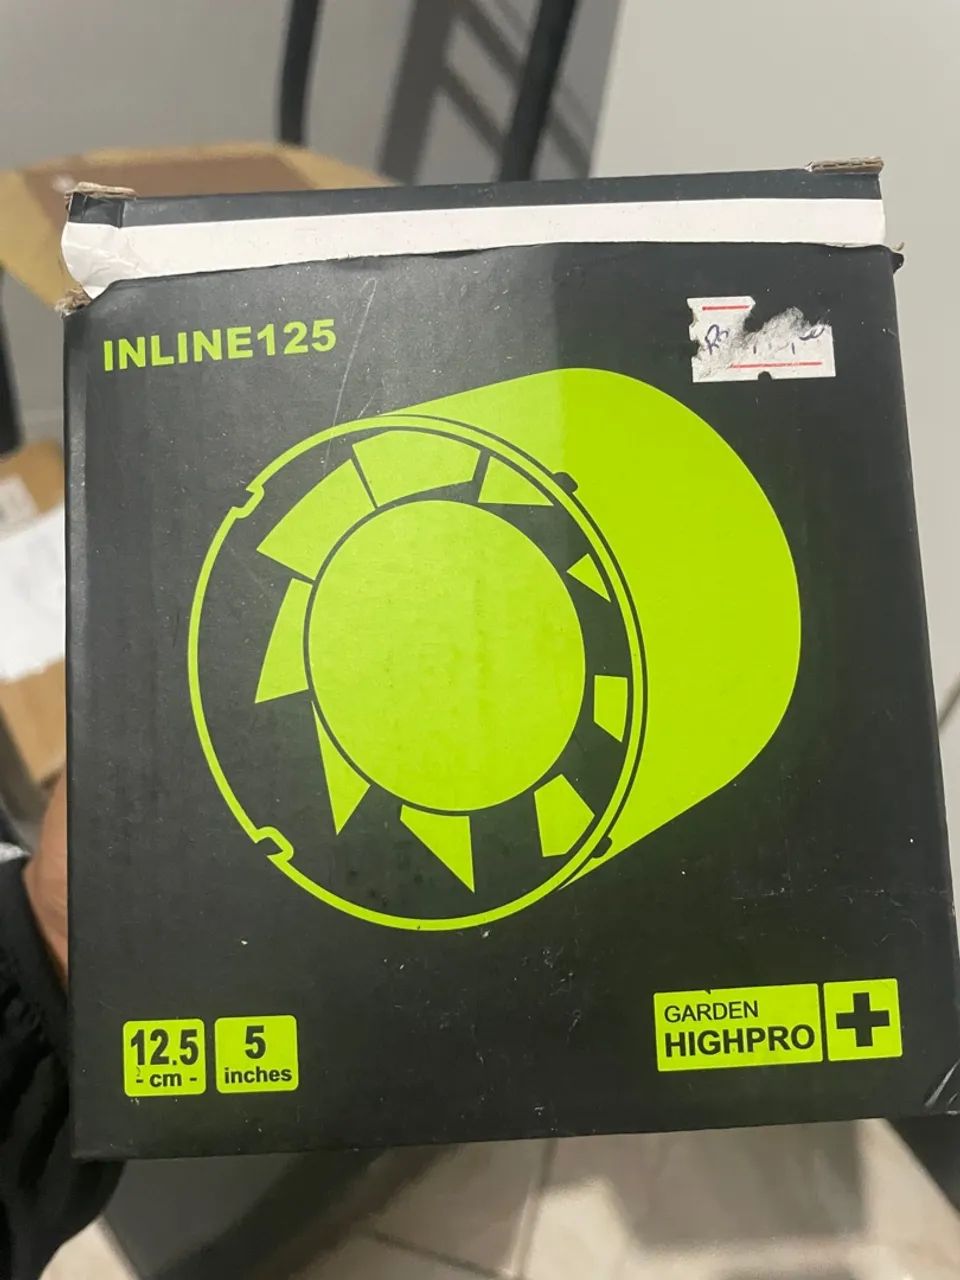 INLINE125
12.5
- cm -
5
inches
GARDEN
HIGHPRO